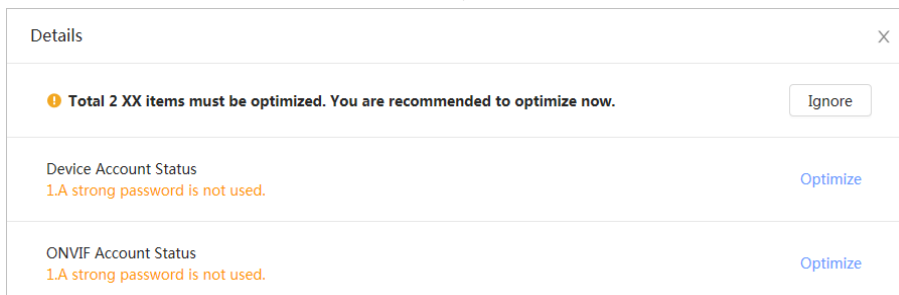 Details
X
Total 2 XX items must be optimized. You are recommended to optimize now.
Ignore
Device Account Status
1.A strong password is not used.
Optimize
ONVIF Account Status
1.A strong password is not used.
Optimize